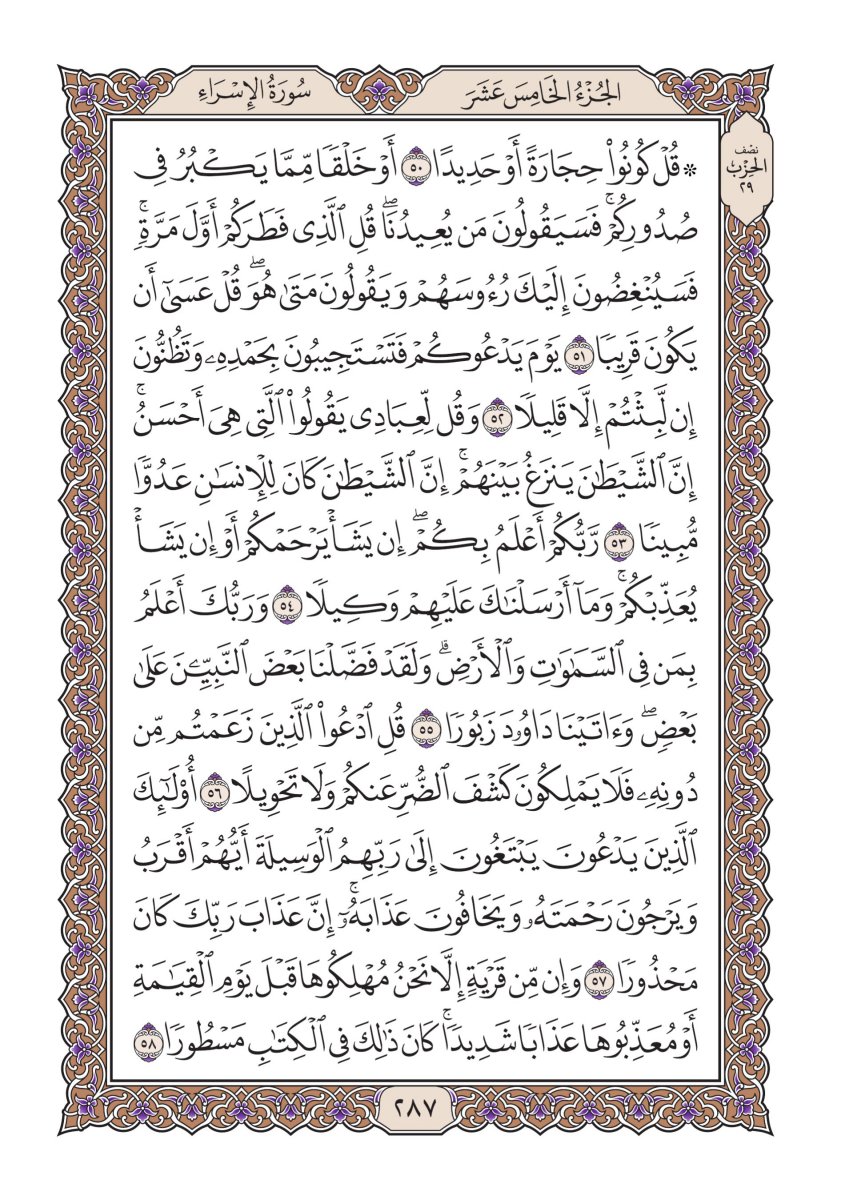 الجُزْءُ الخَامِسَ عَشَرَ
سُورَةُ الإِسْرَاءِ
نصْف
الحِزْبِ
٢٩
۞ قُلْ كُونُوا۟ حِجَارَةً أَوْ حَدِيدًا ٥٠ أَوْ خَلْقًا مِّمَّا يَكْبُرُ فِى
صُدُورِكُمْ ۚ فَسَيَقُولُونَ مَن يُعِيدُنَا ۖ قُلِ ٱلَّذِى فَطَرَكُمْ أَوَّلَ مَرَّةٍ ۚ
فَسَيُنْغِضُونَ إِلَيْكَ رُءُوسَهُمْ وَيَقُولُونَ مَتَىٰ هُوَ ۖ قُلْ عَسَىٰٓ أَن
يَكُونَ قَرِيبًا ٥١ يَوْمَ يَدْعُوكُمْ فَتَسْتَجِيبُونَ بِحَمْدِهِۦ وَتَظُنُّونَ
إِن لَّبِثْتُمْ إِلَّا قَلِيلًا ٥٢ وَقُل لِّعِبَادِى يَقُولُوا۟ ٱلَّتِى هِىَ أَحْسَنُ ۚ
إِنَّ ٱلشَّيْطَـٰنَ يَنزَغُ بَيْنَهُمْ ۚ إِنَّ ٱلشَّيْطَـٰنَ كَانَ لِلْإِنسَـٰنِ عَدُوًّا
مُّبِينًا ٥٣ رَّبُّكُمْ أَعْلَمُ بِكُمْ ۖ إِن يَشَأْ يَرْحَمْكُمْ أَوْ إِن يَشَأْ
يُعَذِّبْكُمْ ۚ وَمَآ أَرْسَلْنَـٰكَ عَلَيْهِمْ وَكِيلًا ٥٤ وَرَبُّكَ أَعْلَمُ
بِمَن فِى ٱلسَّمَـٰوَٰتِ وَٱلْأَرْضِ ۗ وَلَقَدْ فَضَّلْنَا بَعْضَ ٱلنَّبِيِّـۧنَ عَلَىٰ
بَعْضٍ ۖ وَءَاتَيْنَا دَاوُۥدَ زَبُورًا ٥٥ قُلِ ٱدْعُوا۟ ٱلَّذِينَ زَعَمْتُم مِّن
دُونِهِۦ فَلَا يَمْلِكُونَ كَشْفَ ٱلضُّرِّ عَنكُمْ وَلَا تَحْوِيلًا ٥٦ أُو۟لَـٰٓئِكَ
ٱلَّذِينَ يَدْعُونَ يَبْتَغُونَ إِلَىٰ رَبِّهِمُ ٱلْوَسِيلَةَ أَيُّهُمْ أَقْرَبُ
وَيَرْجُونَ رَحْمَتَهُۥ وَيَخَافُونَ عَذَابَهُۥٓ ۚ إِنَّ عَذَابَ رَبِّكَ كَانَ
مَحْذُورًا ٥٧ وَإِن مِّن قَرْيَةٍ إِلَّا نَحْنُ مُهْلِكُوهَا قَبْلَ يَوْمِ ٱلْقِيَـٰمَةِ
أَوْ مُعَذِّبُوهَا عَذَابًا شَدِيدًا ۚ كَانَ ذَٰلِكَ فِى ٱلْكِتَـٰبِ مَسْطُورًا ٥٨
٢٨٧